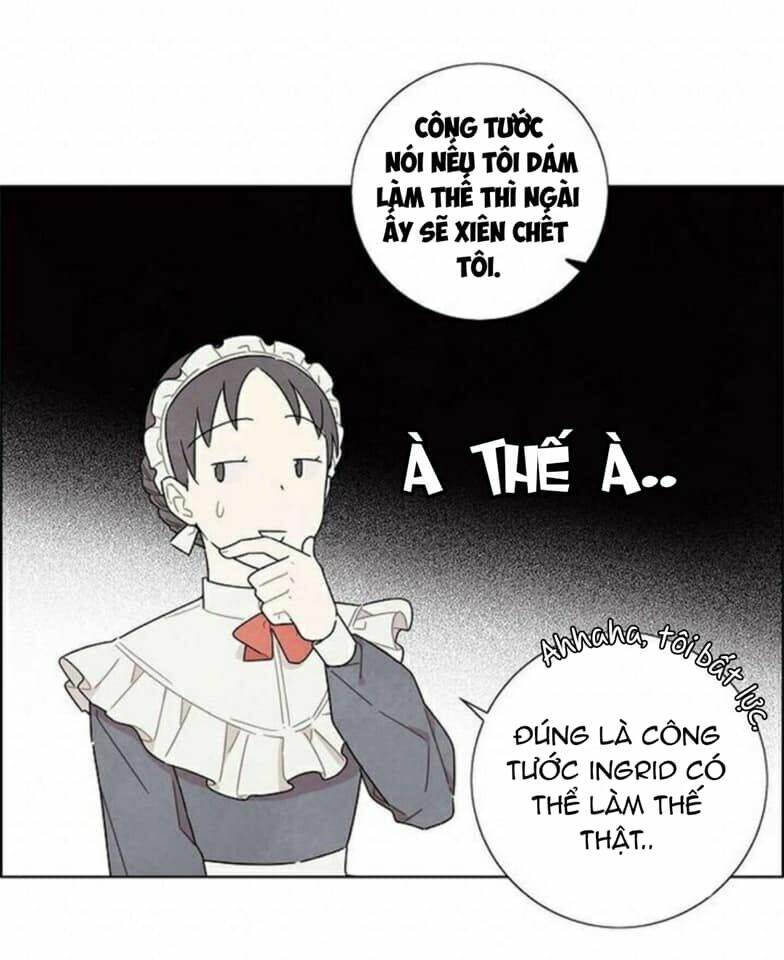 CÔNG TƯỚC
NÓI NẾU TÔI DÁM
LÀM THẾ THÌ NGÀI
ẤY SẼ XIÊN CHẾT
TÔI.
À THẾ À..
Ahhaha, tôi bất lực.
ĐÚNG LÀ CÔNG
TƯỚC INGRID CÓ
THỂ LÀM THẾ
THẬT..